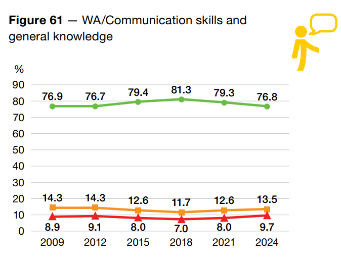 Figure 61 — WA/Communication skills and
general knowledge
%
90
80
70
60
50
40
30
20
10
0
76.9 76.7 79.4 81.3 79.3 76.8
14.3 14.3 12.6 11.7 12.6 13.5
8.9 9.1 8.0 7.0 8.0 9.7
2009 2012 2015 2018 2021 2024